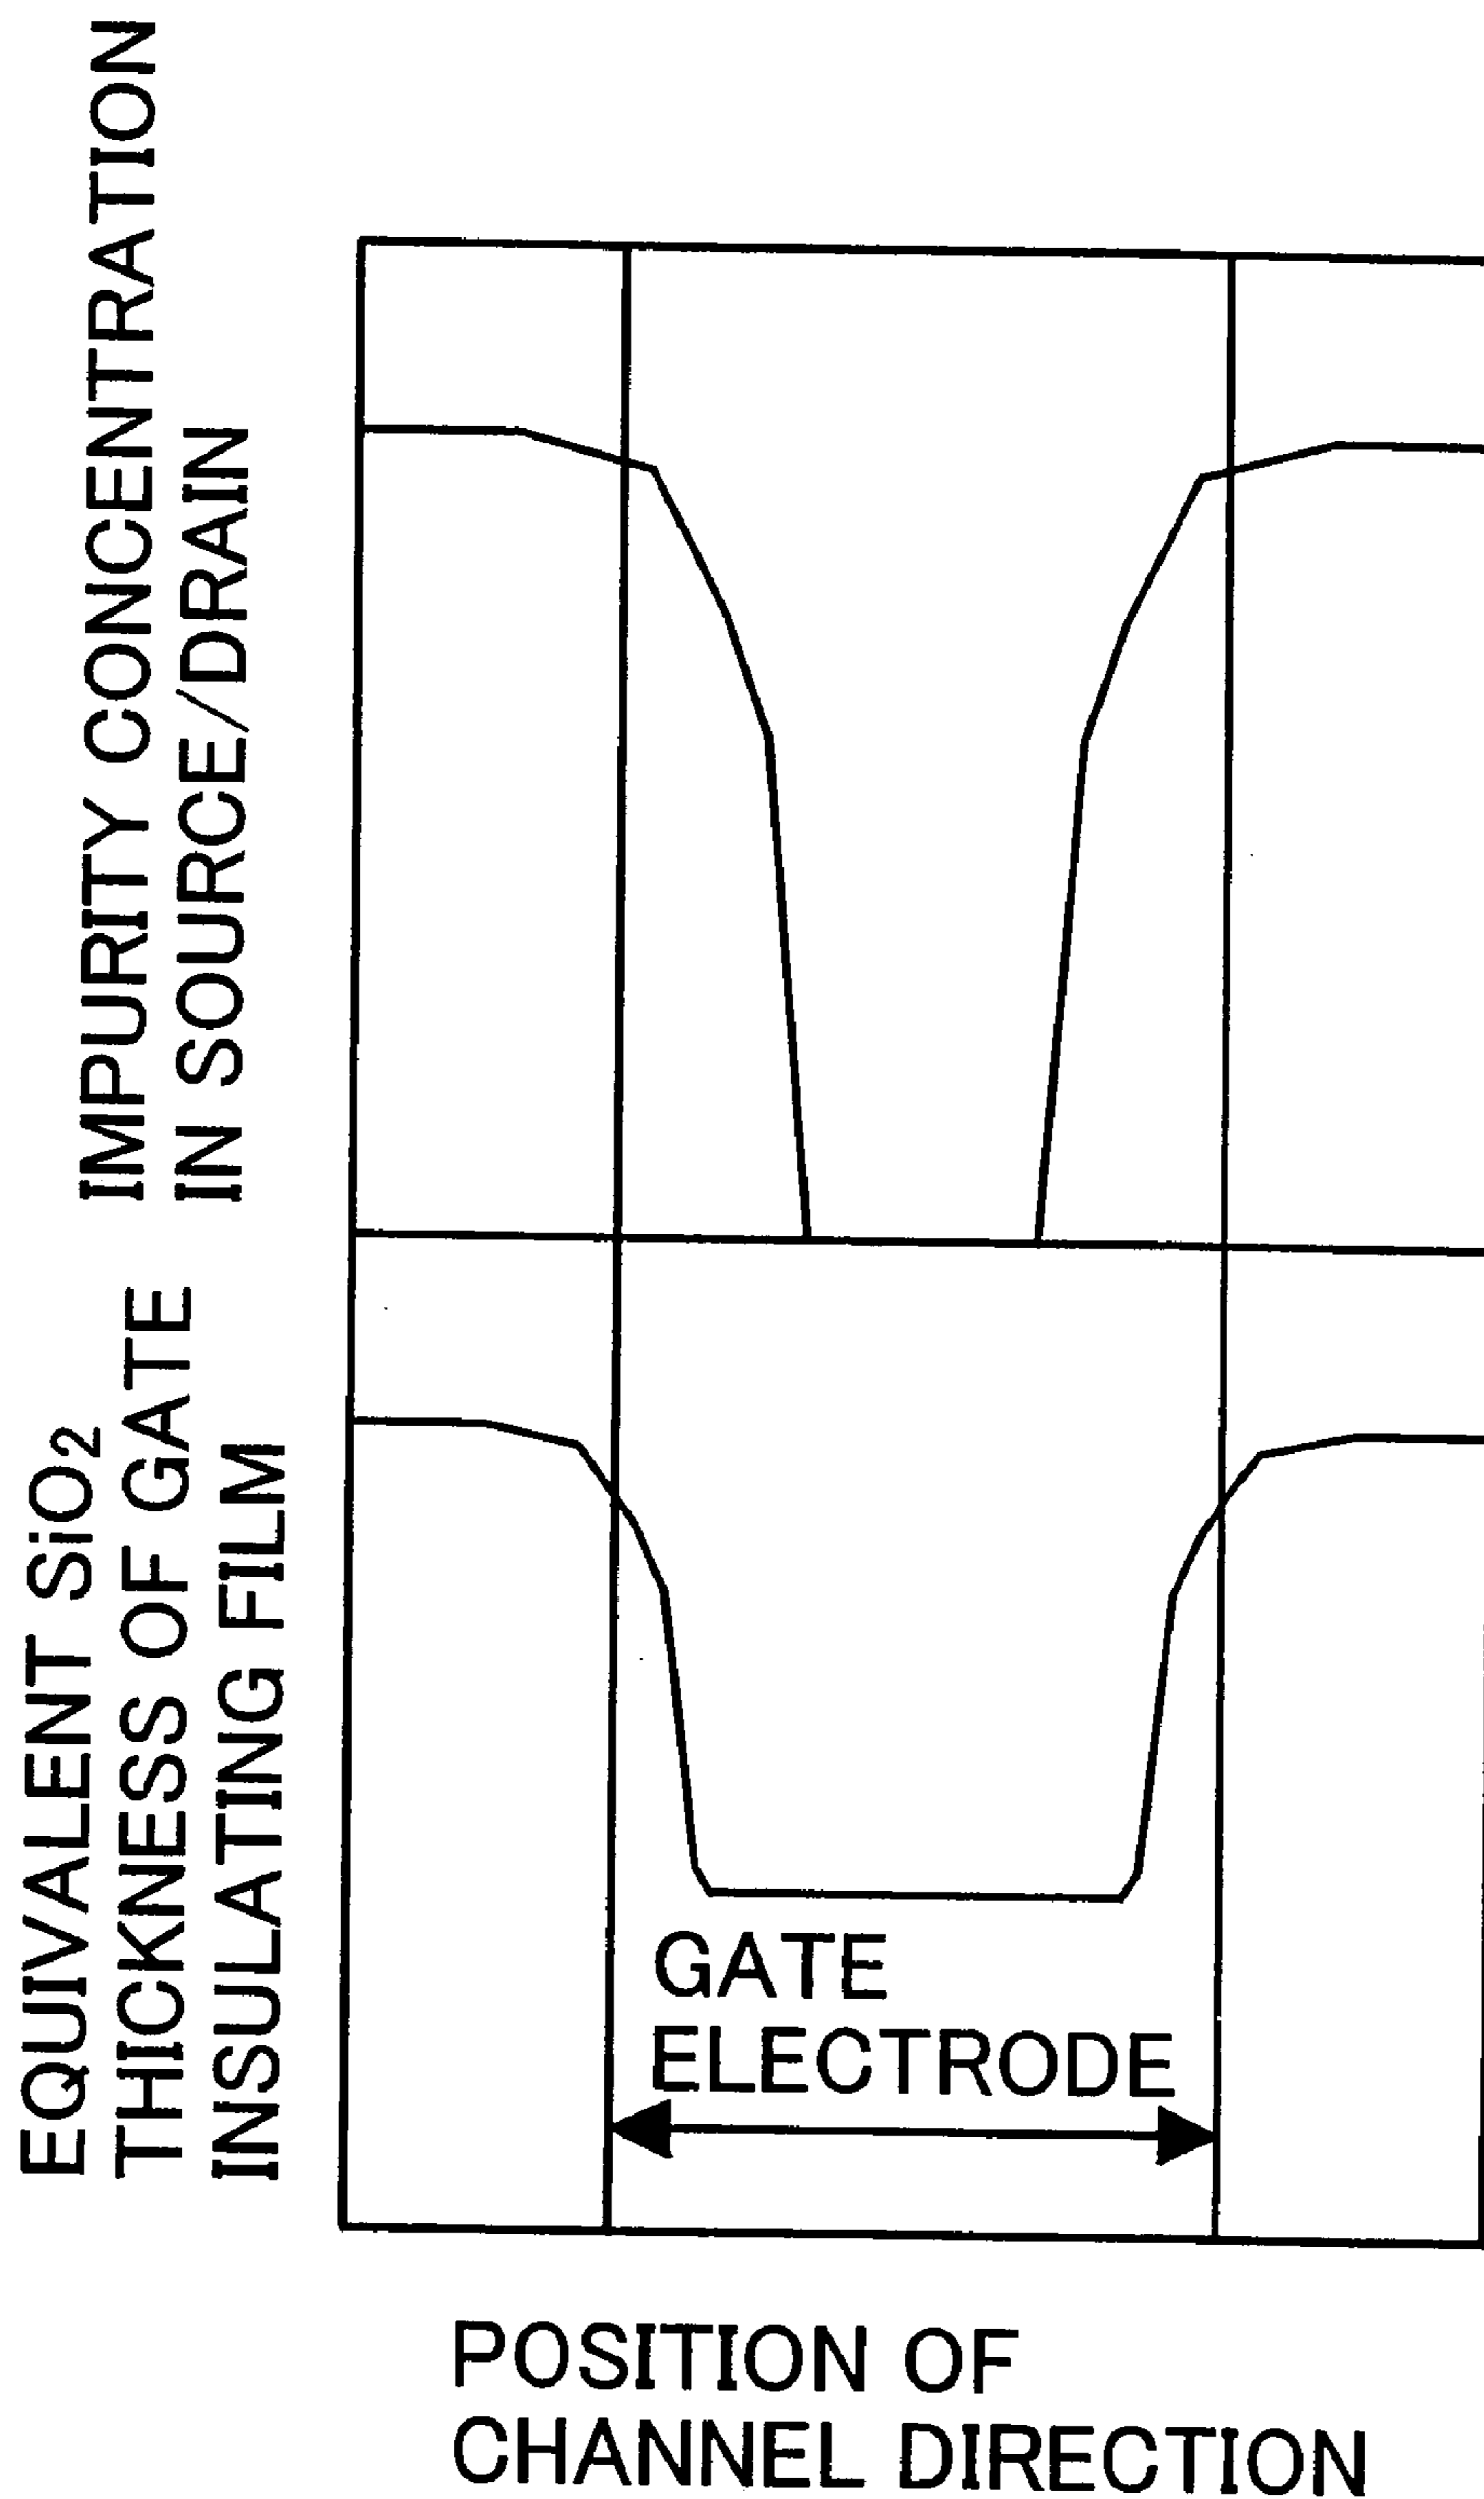 IMPURITY CONCENTRATION
IN SOURCE/DRAIN
EQUIVALENT SiO₂
THICKNESS OF GATE
INSULATING FILM
GATE
ELECTRODE
POSITION OF
CHANNEL DIRECTION